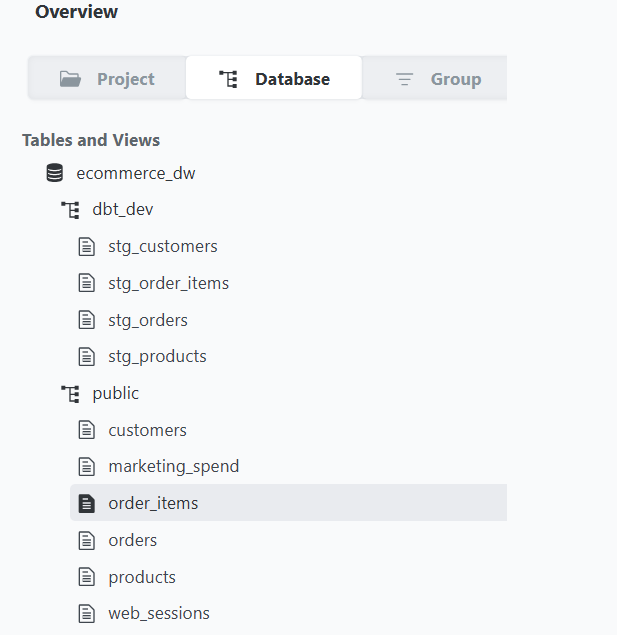 Overview
Project Database Group
Tables and Views
ecommerce_dw
dbt_dev
stg_customers
stg_order_items
stg_orders
stg_products
public
customers
marketing_spend
order_items
orders
products
web_sessions